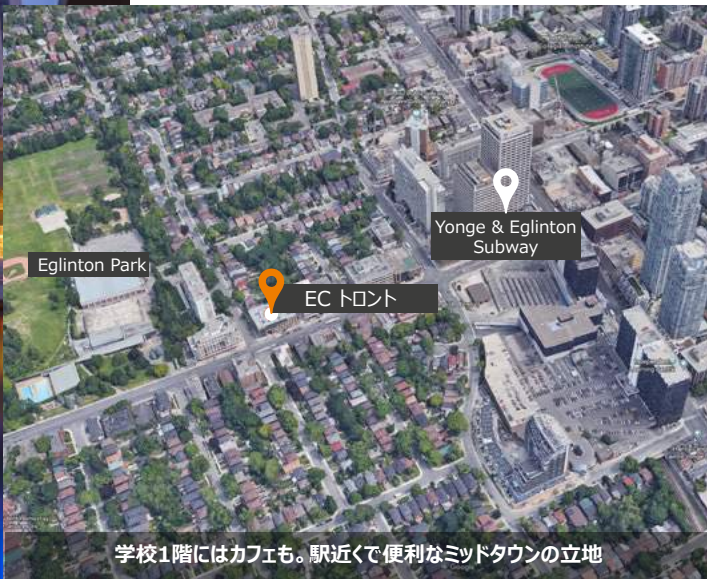 Yonge & Eglinton
Subway
Eglinton Park
EC トロント
学校1階にはカフェも。駅近くで便利なミッドタウンの立地